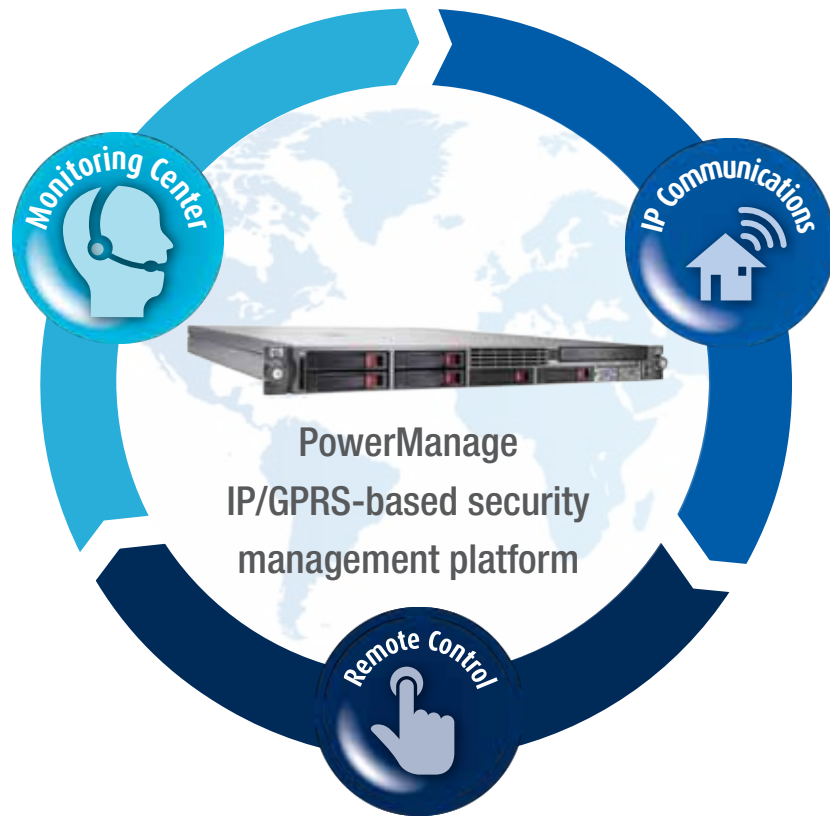 Monitoring Center
IP Communications
PowerManage
IP/GPRS-based security
management platform
Remote Control